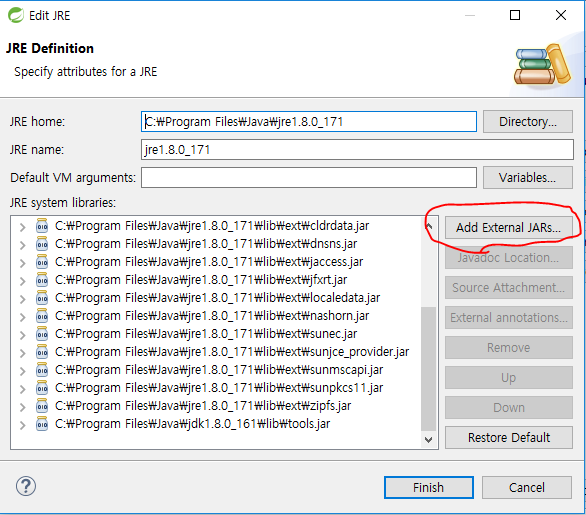 Edit JRE
JRE Definition
Specify attributes for a JRE
JRE home: C:₩Program Files₩Java₩jre1.8.0_171 Directory...
JRE name: jre1.8.0_171
Default VM arguments: Variables...
JRE system libraries:
C:₩Program Files₩Java₩jre1.8.0_171₩lib₩ext₩cldrdata.jar
C:₩Program Files₩Java₩jre1.8.0_171₩lib₩ext₩dnsns.jar
C:₩Program Files₩Java₩jre1.8.0_171₩lib₩ext₩jaccess.jar
C:₩Program Files₩Java₩jre1.8.0_171₩lib₩ext₩jfxrt.jar
C:₩Program Files₩Java₩jre1.8.0_171₩lib₩ext₩localedata.jar
C:₩Program Files₩Java₩jre1.8.0_171₩lib₩ext₩nashorn.jar
C:₩Program Files₩Java₩jre1.8.0_171₩lib₩ext₩sunec.jar
C:₩Program Files₩Java₩jre1.8.0_171₩lib₩ext₩sunjce_provider.jar
C:₩Program Files₩Java₩jre1.8.0_171₩lib₩ext₩sunmscapi.jar
C:₩Program Files₩Java₩jre1.8.0_171₩lib₩ext₩sunpkcs11.jar
C:₩Program Files₩Java₩jre1.8.0_171₩lib₩ext₩zipfs.jar
C:₩Program Files₩Java₩jdk1.8.0_161₩lib₩tools.jar
Add External JARs...
Javadoc Location...
Source Attachment...
External annotations...
Remove
Up
Down
Restore Default
? Finish Cancel